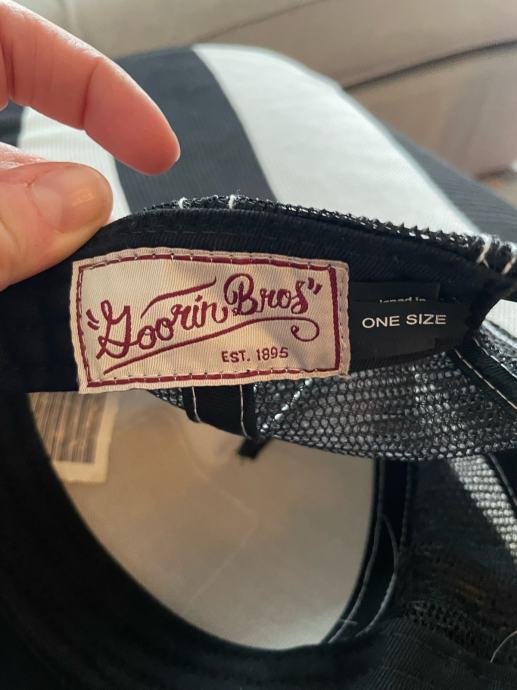 "Goorin Bros"
EST. 1895
ONE SIZE